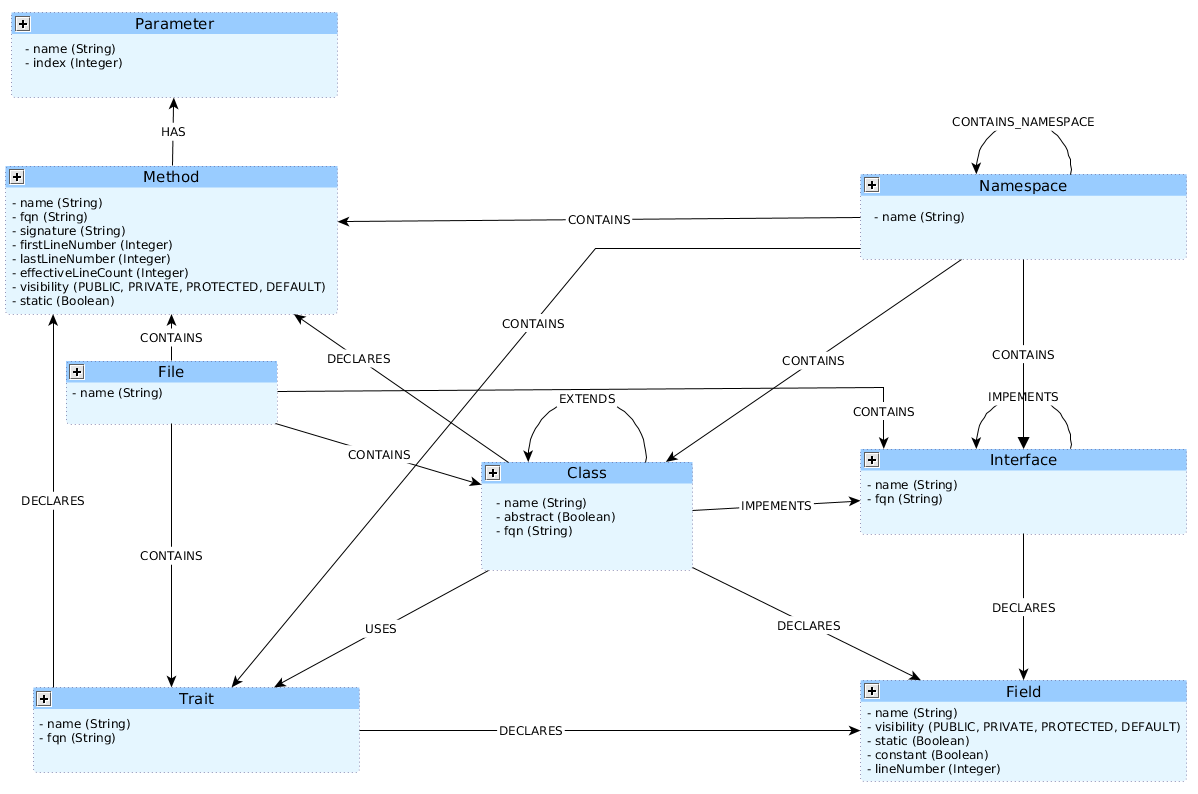 Parameter
- name (String)
- index (Integer)
HAS
CONTAINS_NAMESPACE
Method
- name (String)
- fqn (String)
- signature (String)
- firstLineNumber (Integer)
- lastLineNumber (Integer)
- effectiveLineCount (Integer)
- visibility (PUBLIC, PRIVATE, PROTECTED, DEFAULT)
- static (Boolean)
Namespace
- name (String)
CONTAINS
CONTAINS
CONTAINS
DECLARES
CONTAINS
CONTAINS
File
- name (String)
EXTENDS
IMPEMENTS
CONTAINS
CONTAINS
Class
- name (String)
- abstract (Boolean)
- fqn (String)
Interface
- name (String)
- fqn (String)
DECLARES
IMPEMENTS
CONTAINS
DECLARES
USES
DECLARES
Trait
- name (String)
- fqn (String)
DECLARES
Field
- name (String)
- visibility (PUBLIC, PRIVATE, PROTECTED, DEFAULT)
- static (Boolean)
- constant (Boolean)
- lineNumber (Integer)